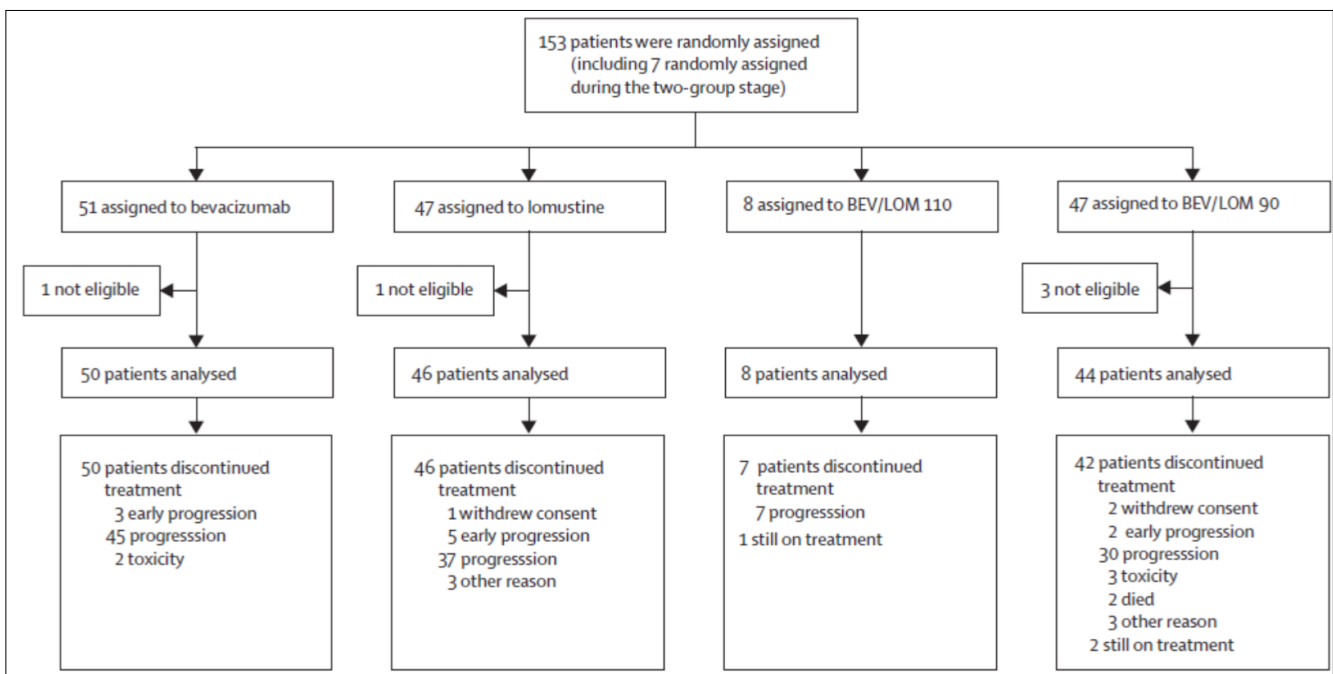 153 patients were randomly assigned
(including 7 randomly assigned
during the two-group stage)
51 assigned to bevacizumab
47 assigned to lomustine
8 assigned to BEV/LOM 110
47 assigned to BEV/LOM 90
1 not eligible
1 not eligible
3 not eligible
50 patients analysed
46 patients analysed
8 patients analysed
44 patients analysed
50 patients discontinued
treatment
3 early progression
45 progresssion
2 toxicity
46 patients discontinued
treatment
1 withdrew consent
5 early progression
37 progresssion
3 other reason
7 patients discontinued
treatment
7 progresssion
1 still on treatment
42 patients discontinued
treatment
2 withdrew consent
2 early progression
30 progresssion
3 toxicity
2 died
3 other reason
2 still on treatment